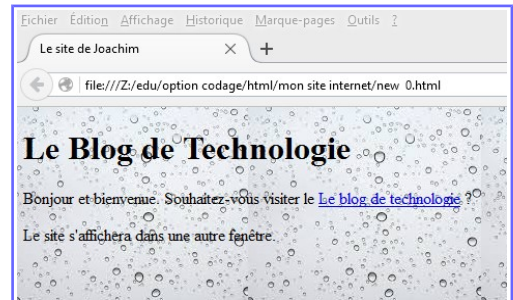 Fichier Édition Affichage Historique Marque-pages Outils ?
Le site de Joachim × +
file:///Z:/edu/option codage/html/mon site internet/new 0.html
Le Blog de Technologie
Bonjour et bienvenue. Souhaitez-vous visiter le Le blog de technologie ?
Le site s'affichera dans une autre fenêtre.